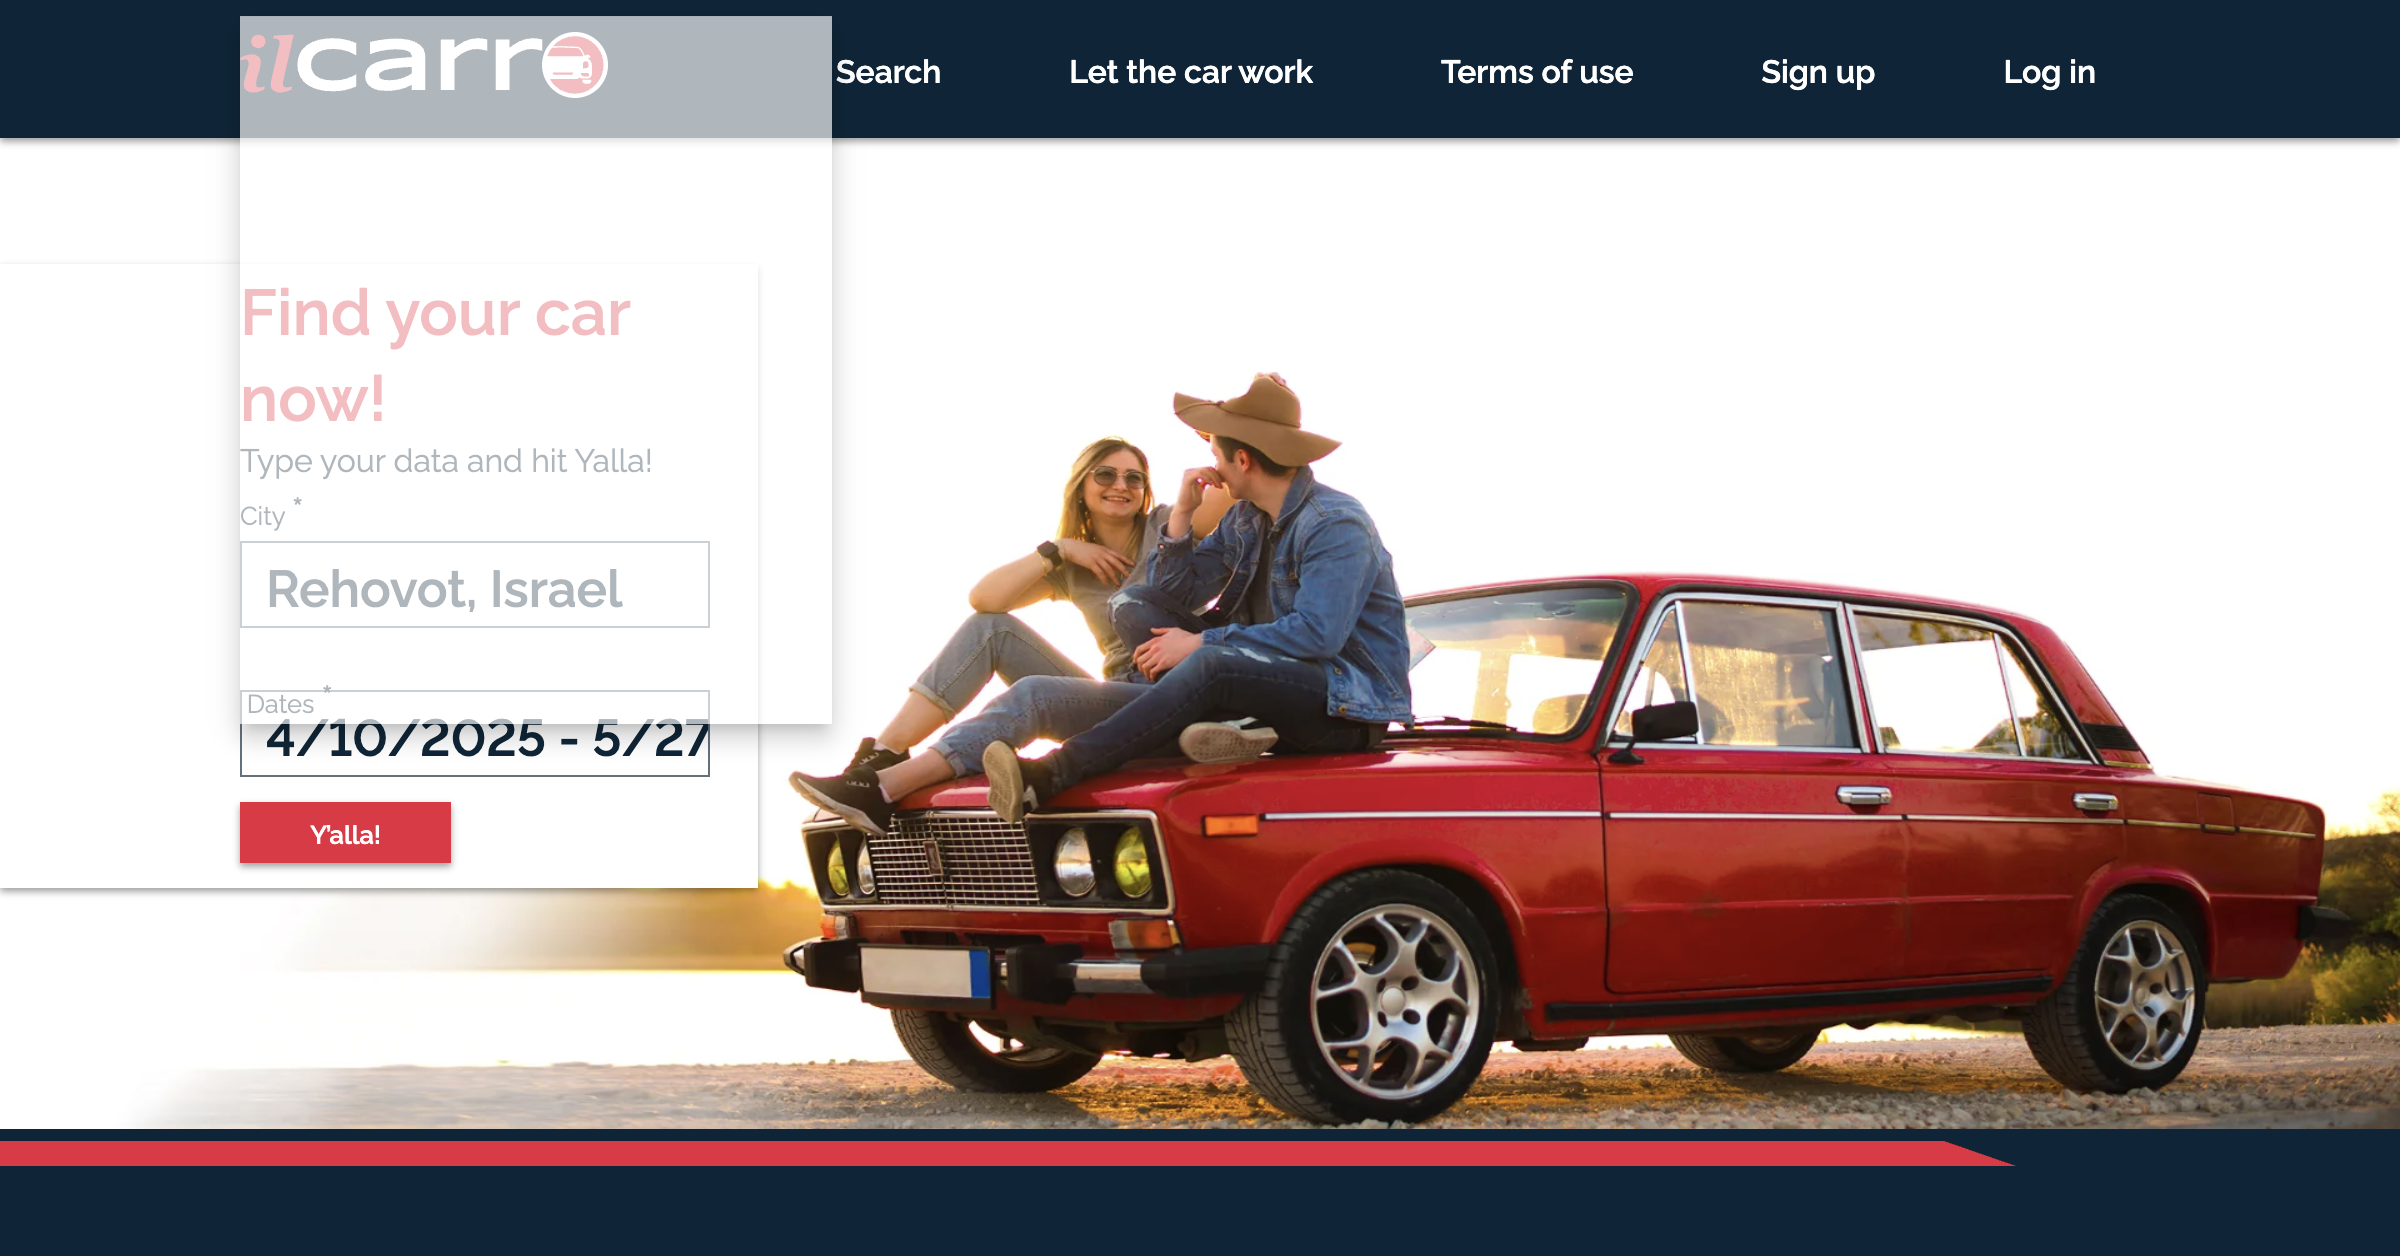 ilcarro
Search
Let the car work
Terms of use
Sign up
Log in
Find your car
now!
Type your data and hit Yalla!
City *
Rehovot, Israel
Dates *
4/10/2025 - 5/27
Y'alla!